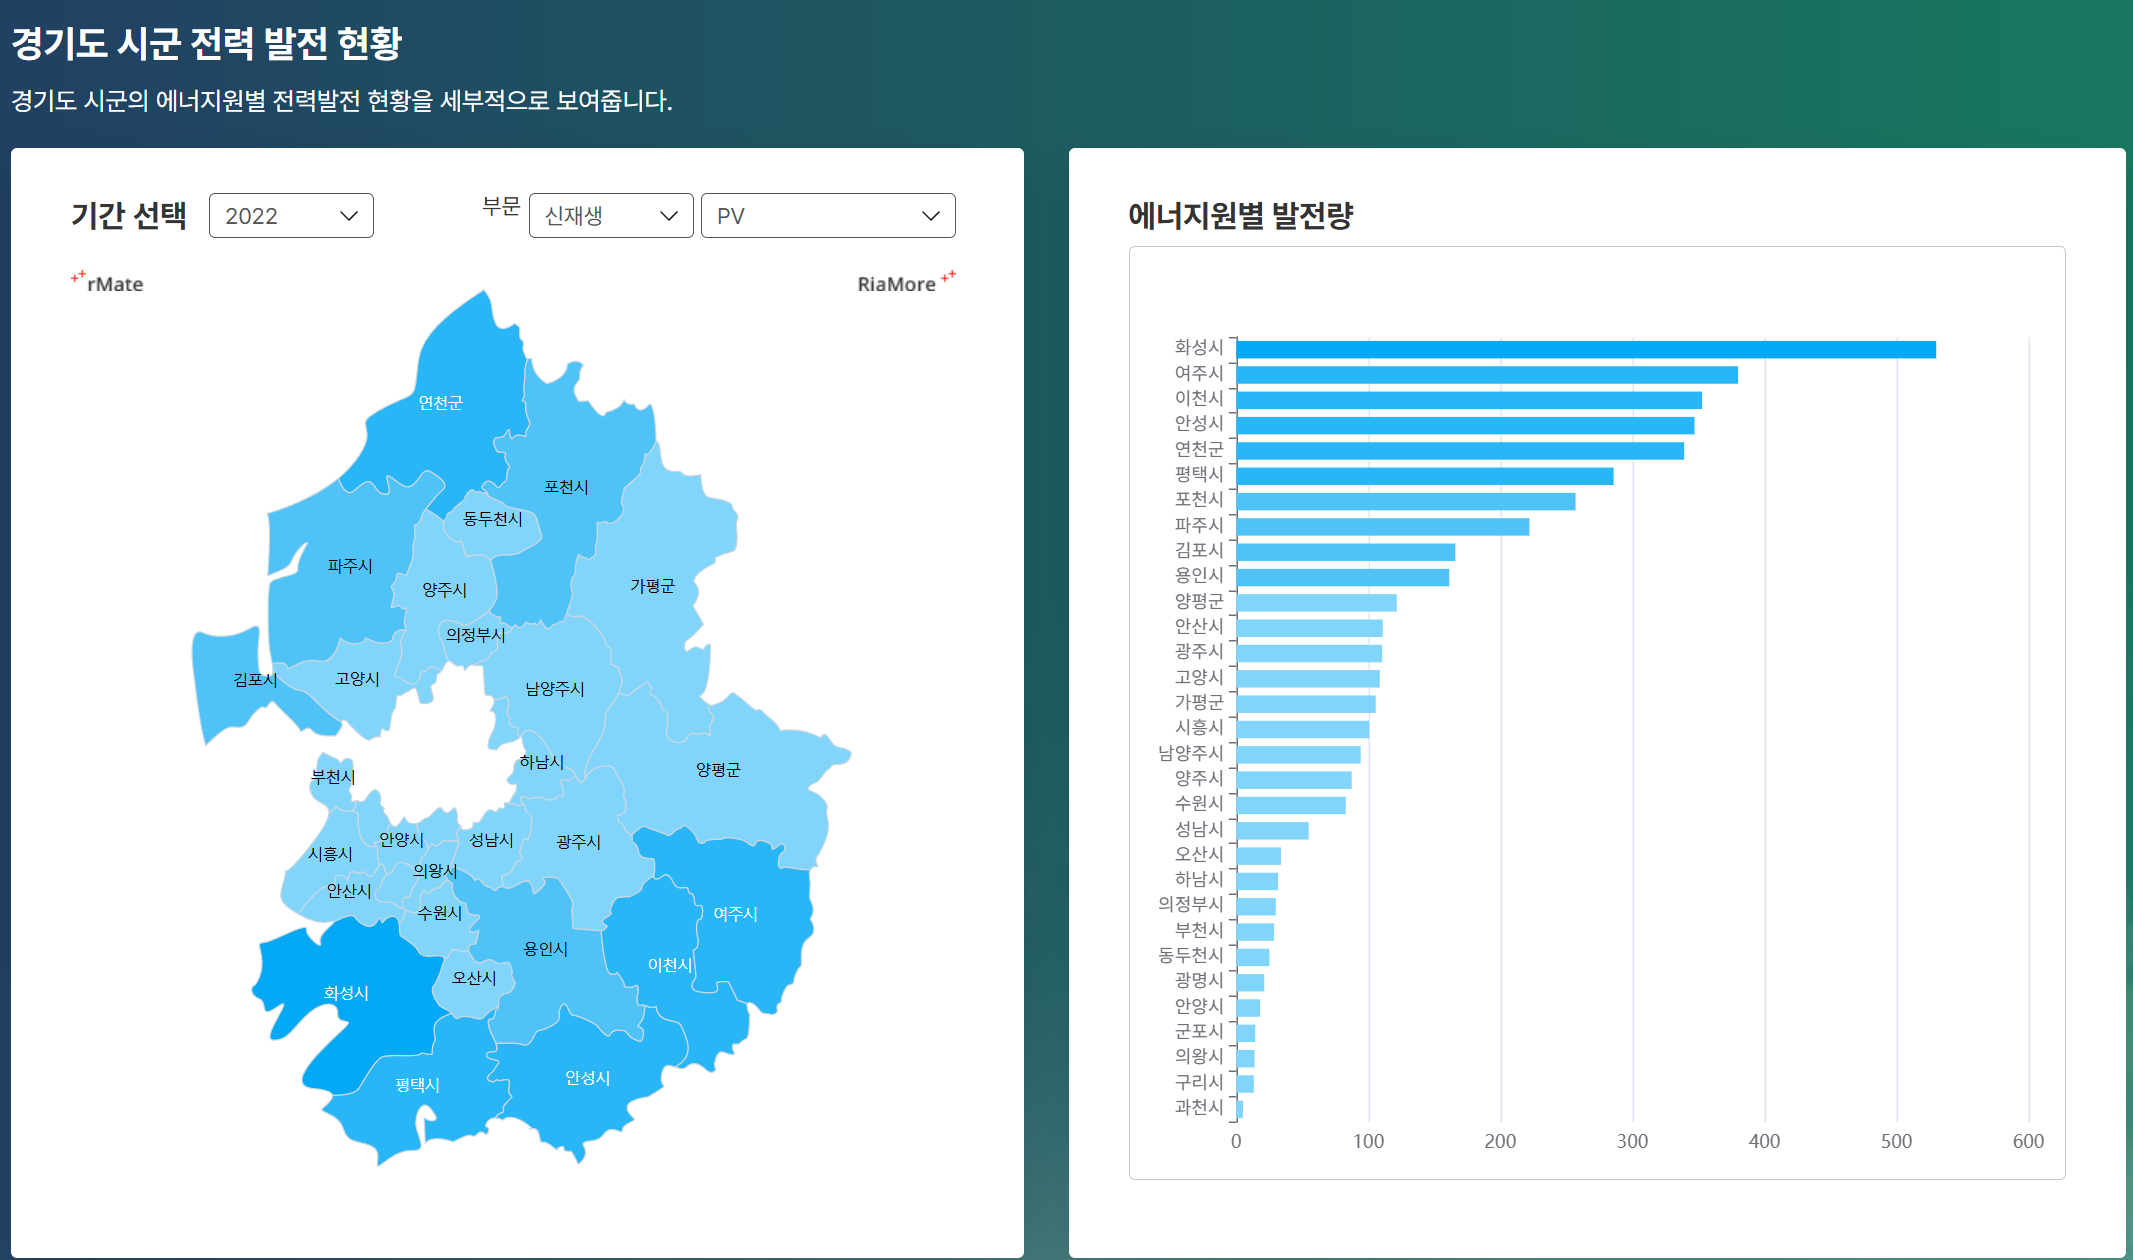 경기도 시군 전력 발전 현황
경기도 시군의 에너지원별 전력발전 현황을 세부적으로 보여줍니다.
기간 선택 2022 부문 신재생 PV
rMate RiaMore
연천군
포천시
동두천시
파주시
가평군
양주시
의정부시
김포시 고양시
남양주시
하남시
양평군
부천시
안양시 성남시 광주시
시흥시
의왕시
안산시
수원시 여주시
용인시
이천시
오산시
화성시
안성시
평택시
에너지원별 발전량
화성시
여주시
이천시
안성시
연천군
평택시
포천시
파주시
김포시
용인시
양평군
안산시
광주시
고양시
가평군
시흥시
남양주시
양주시
수원시
성남시
오산시
하남시
의정부시
부천시
동두천시
광명시
안양시
군포시
의왕시
구리시
과천시
0 100 200 300 400 500 600